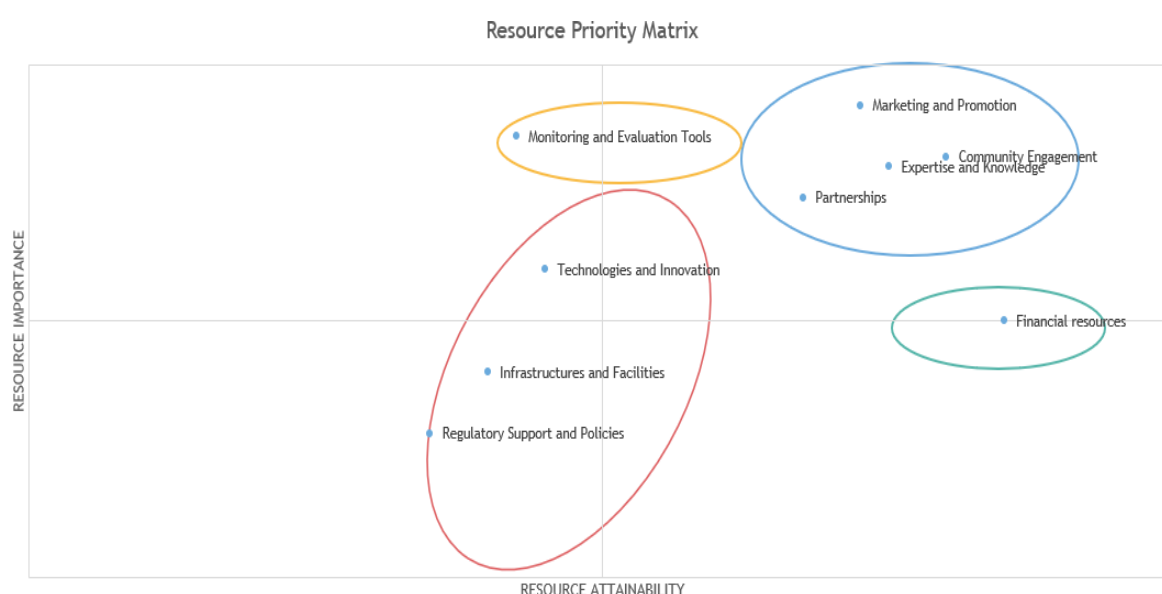 Resource Priority Matrix
Marketing and Promotion
Monitoring and Evaluation Tools
Community Engagement
Expertise and Knowledge
Partnerships
Technologies and Innovation
RESOURCE IMPORTANCE
Financial resources
Infrastructures and Facilities
Regulatory Support and Policies
RESOURCE ATTAINABILITY